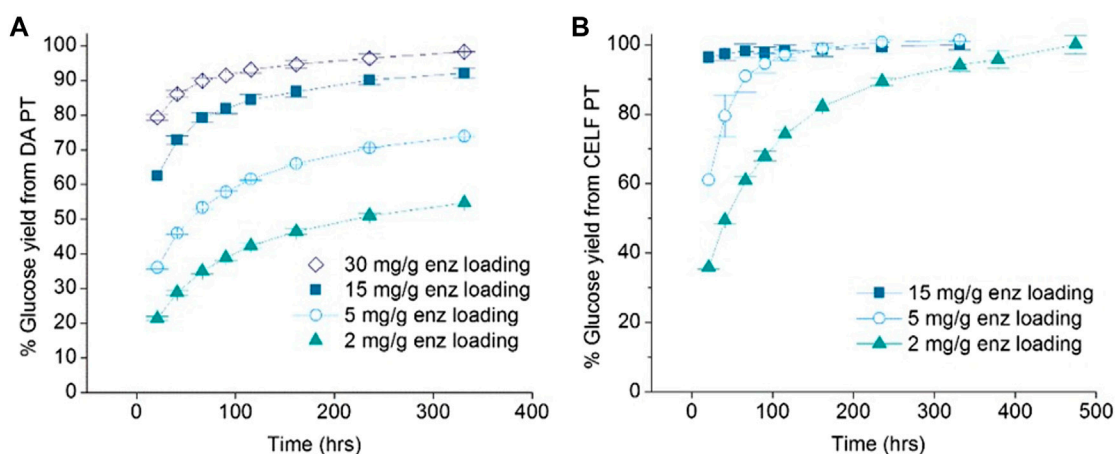 A
% Glucose yield from DA PT
100
90
80
70
60
50
40
30
20
10
0
30 mg/g enz loading
15 mg/g enz loading
5 mg/g enz loading
2 mg/g enz loading
0 100 200 300 400
Time (hrs)
B
% Glucose yield from CELF PT
100
80
60
40
20
0
15 mg/g enz loading
5 mg/g enz loading
2 mg/g enz loading
0 100 200 300 400 500
Time (hrs)